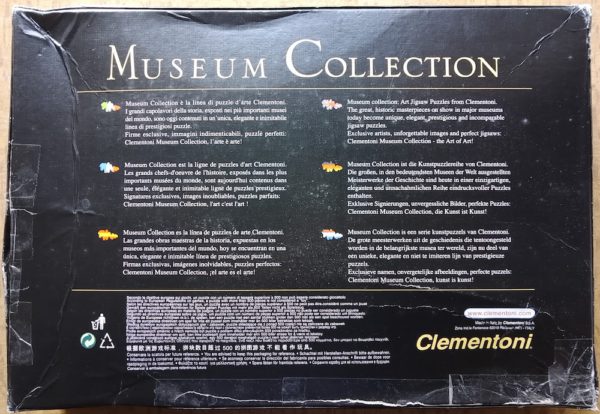 MUSEUM COLLECTION
Museum Collection è la linea di puzzle d'arte Clementoni.
I grandi capolavori della storia, esposti nei più importanti musei
del mondo, sono oggi contenuti in un'unica, elegante e inimitabile
linea di prestigiosi puzzle.
Firme esclusive, immagini indimenticabili, puzzle perfetti:
Clementoni Museum Collection, l'arte è arte!
Museum collection: Art Jigsaw Puzzles from Clementoni.
The great, historic masterpieces on show in major museums
today become unique, elegant, prestigious and incomparable
jigsaw puzzles.
Exclusive artists, unforgettable images and perfect jigsaws:
Clementoni Museum Collection - the Art of Art!
Museum Collection est la ligne de puzzles d'art Clementoni.
Les grands chefs-d'oeuvre de l'histoire, exposés dans les plus
importants musées du monde, sont aujourd'hui contenus dans
une seule, élégante et inimitable ligne de puzzles prestigieux.
Signatures exclusives, images inoubliables, puzzles parfaits:
Clementoni Museum Collection, l'art c'est l'art !
Museum Collection ist die Kunstpuzzlereihe von Clementoni.
Die großen, in den bedeutendsten Museen der Welt ausgestellten
Meisterwerke der Geschichte sind heute in einer einzigartigen,
eleganten und unnachahmlichen Reihe eindrucksvoller Puzzles
enthalten.
Exklusive Signierungen, unvergessliche Bilder, perfekte Puzzles:
Clementoni Museum Collection, die Kunst ist Kunst!
Museum Collection es la línea de puzzles de arte Clementoni.
Las grandes obras maestras de la historia, expuestas en los
museos más importantes del mundo, hoy se encuentran en una
única, elegante e inimitable línea de prestigiosos puzzles.
Firmas exclusivas, imágenes inolvidables, puzzles perfectos:
Clementoni Museum Collection, ¡el arte es el arte!
Museum Collection is een serie kunstpuzzels van Clementoni.
De grote meesterwerken uit de geschiedenis die tentoongesteld
worden in de belangrijkste musea ter wereld, zijn nu deel van
een unieke, elegante en niet te imiteren lijn van prestigieuze
puzzels.
Exclusieve namen, onvergetelijke afbeeldingen, perfecte puzzels:
Clementoni Museum Collection, kunst is kunst!
www.clementoni.com
Clementoni